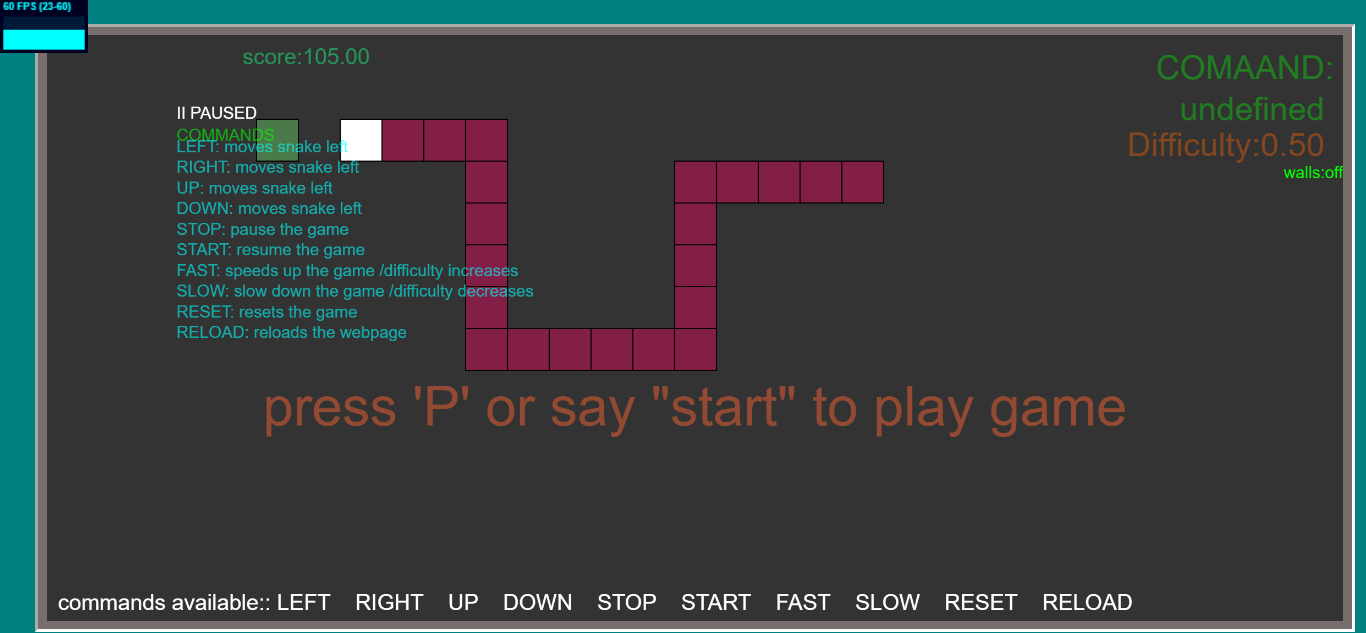 60 FPS (23-60)
score:105.00
COMAAND:
undefined
Difficulty:0.50
walls:off
II PAUSED
COMMANDS
LEFT: moves snake left
RIGHT: moves snake left
UP: moves snake left
DOWN: moves snake left
STOP: pause the game
START: resume the game
FAST: speeds up the game /difficulty increases
SLOW: slow down the game /difficulty decreases
RESET: resets the game
RELOAD: reloads the webpage
press 'P' or say "start" to play game
commands available:: LEFT RIGHT UP DOWN STOP START FAST SLOW RESET RELOAD